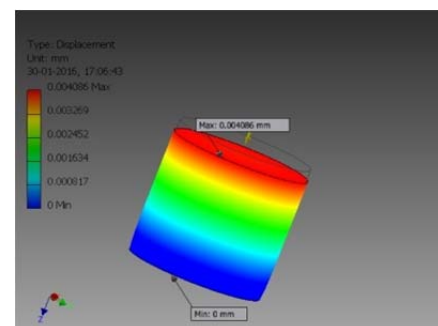 Type: Displacement
Unit: mm
30-01-2016, 17:06:43
0.004086 Max
0.003269
0.002452
0.001634
0.000817
0 Min
Max: 0.004086 mm
Min: 0 mm
Z